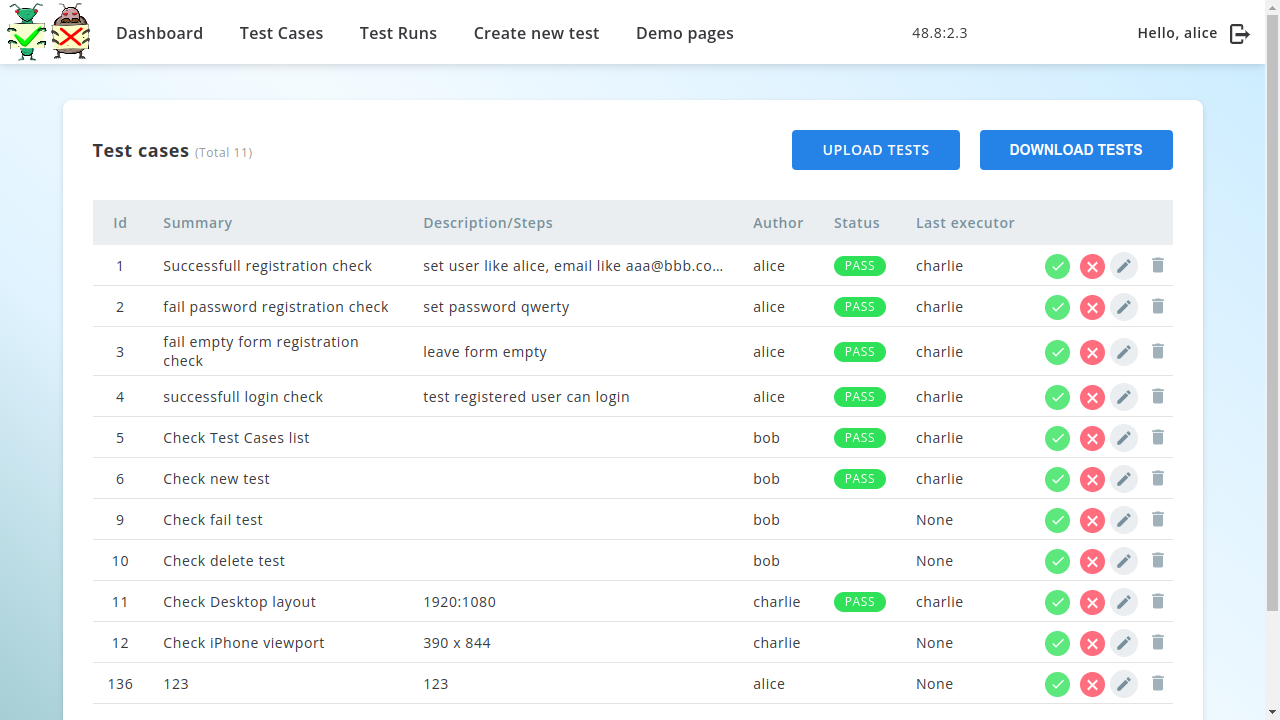 Dashboard Test Cases Test Runs Create new test Demo pages 48.8:2.3 Hello, alice
Test cases (Total 11) UPLOAD TESTS DOWNLOAD TESTS
Id Summary Description/Steps Author Status Last executor
1 Successfull registration check set user like alice, email like aaa@bbb.co… alice PASS charlie
2 fail password registration check set password qwerty alice PASS charlie
3 fail empty form registration check leave form empty alice PASS charlie
4 successfull login check test registered user can login alice PASS charlie
5 Check Test Cases list bob PASS charlie
6 Check new test bob PASS charlie
9 Check fail test bob None
10 Check delete test bob None
11 Check Desktop layout 1920:1080 charlie PASS charlie
12 Check iPhone viewport 390 x 844 charlie None
136 123 123 alice None